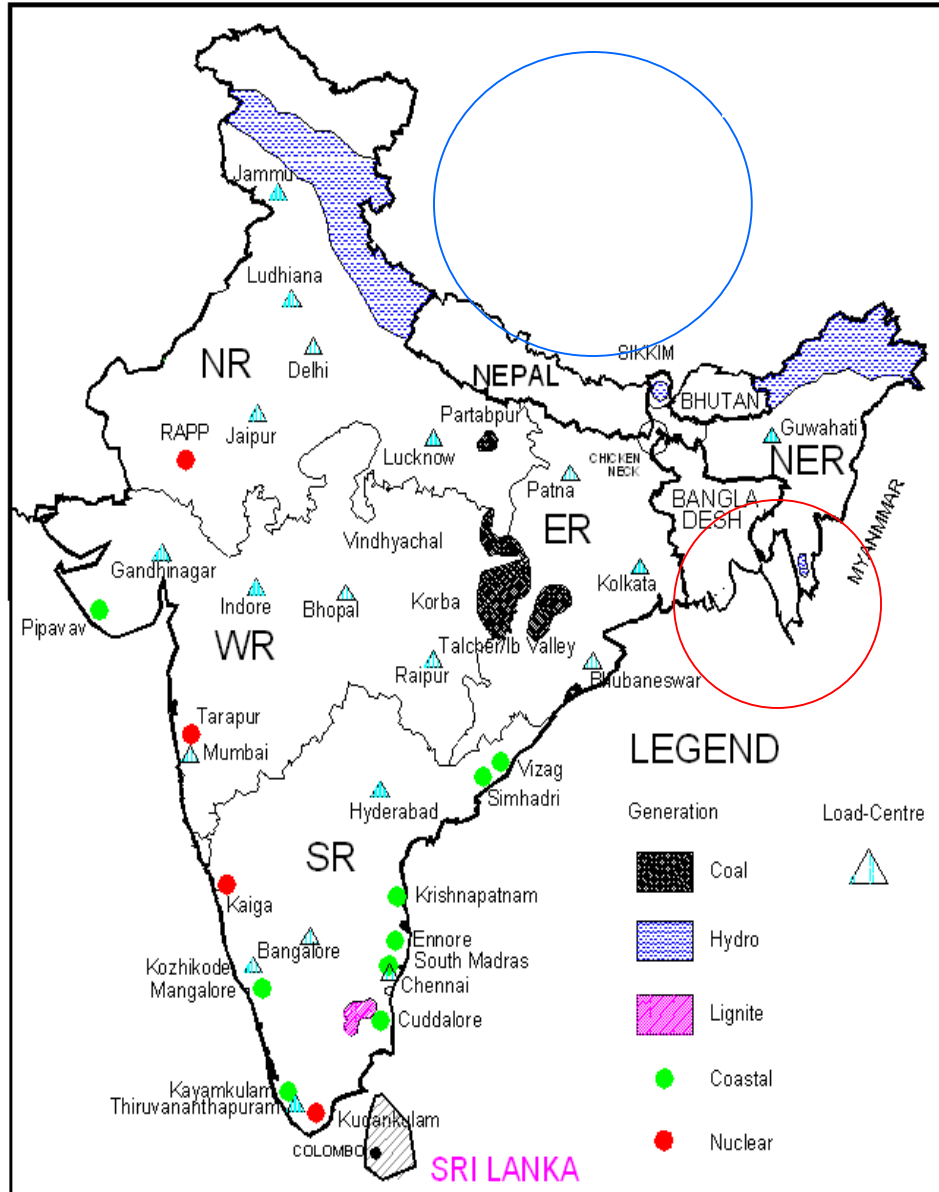 Jammu
Ludhiana
Delhi
NR
SIKKIM
NEPAL
BHUTAN
Partabpur
RAPP
Jaipur
Lucknow
Guwahati
CHICKEN
NECK
NER
Patna
BANGLA
DESH
MYANMMAR
ER
Vindhyachal
Gandhinagar
Indore
Bhopal
Korba
Kolkata
Pipavav
WR
Talcher/Ib Valley
Raipur
Bhubaneswar
Tarapur
Mumbai
LEGEND
Vizag
Simhadri
Hyderabad
Generation
Load-Centre
SR
Coal
Krishnapatnam
Kaiga
Ennore
Hydro
Bangalore
South Madras
Kozhikode
Chennai
Mangalore
Lignite
Cuddalore
Kayamkulam
Coastal
Thiruvananthapuram
Kudankulam
Nuclear
COLOMBO
SRI LANKA